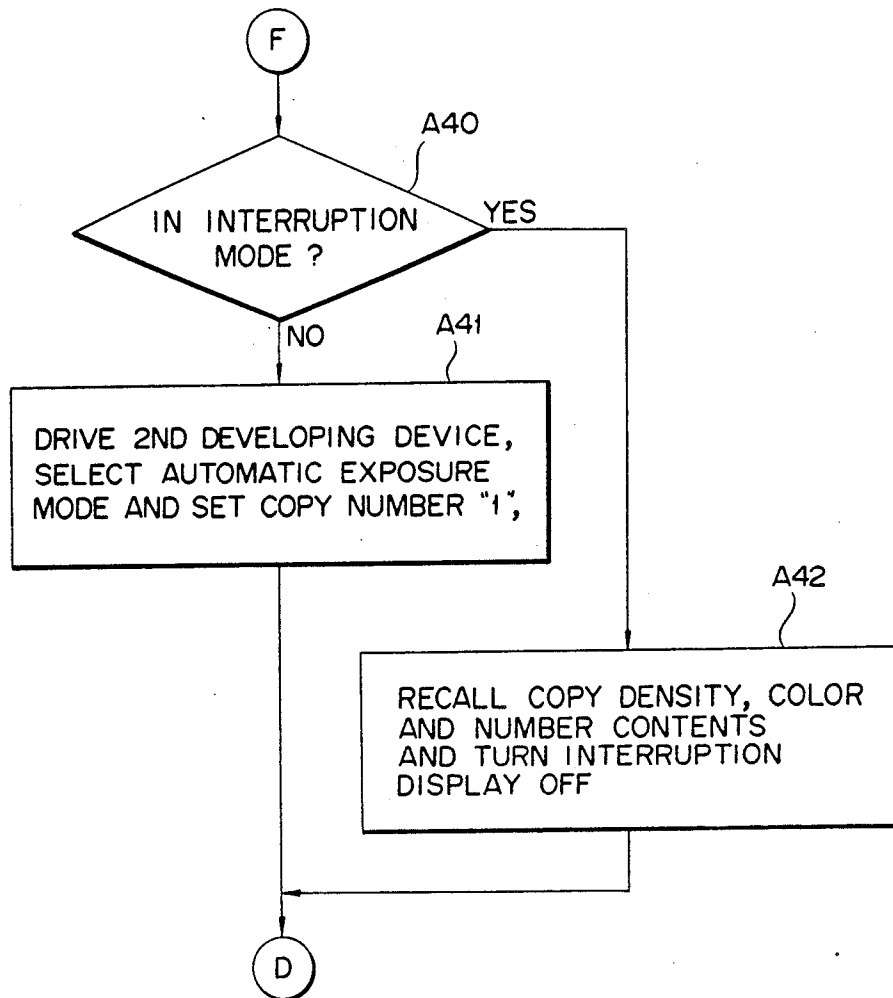 F
A40
IN INTERRUPTION
MODE ?
YES
NO
A41
DRIVE 2ND DEVELOPING DEVICE,
SELECT AUTOMATIC EXPOSURE
MODE AND SET COPY NUMBER "1",
A42
RECALL COPY DENSITY, COLOR
AND NUMBER CONTENTS
AND TURN INTERRUPTION
DISPLAY OFF
D